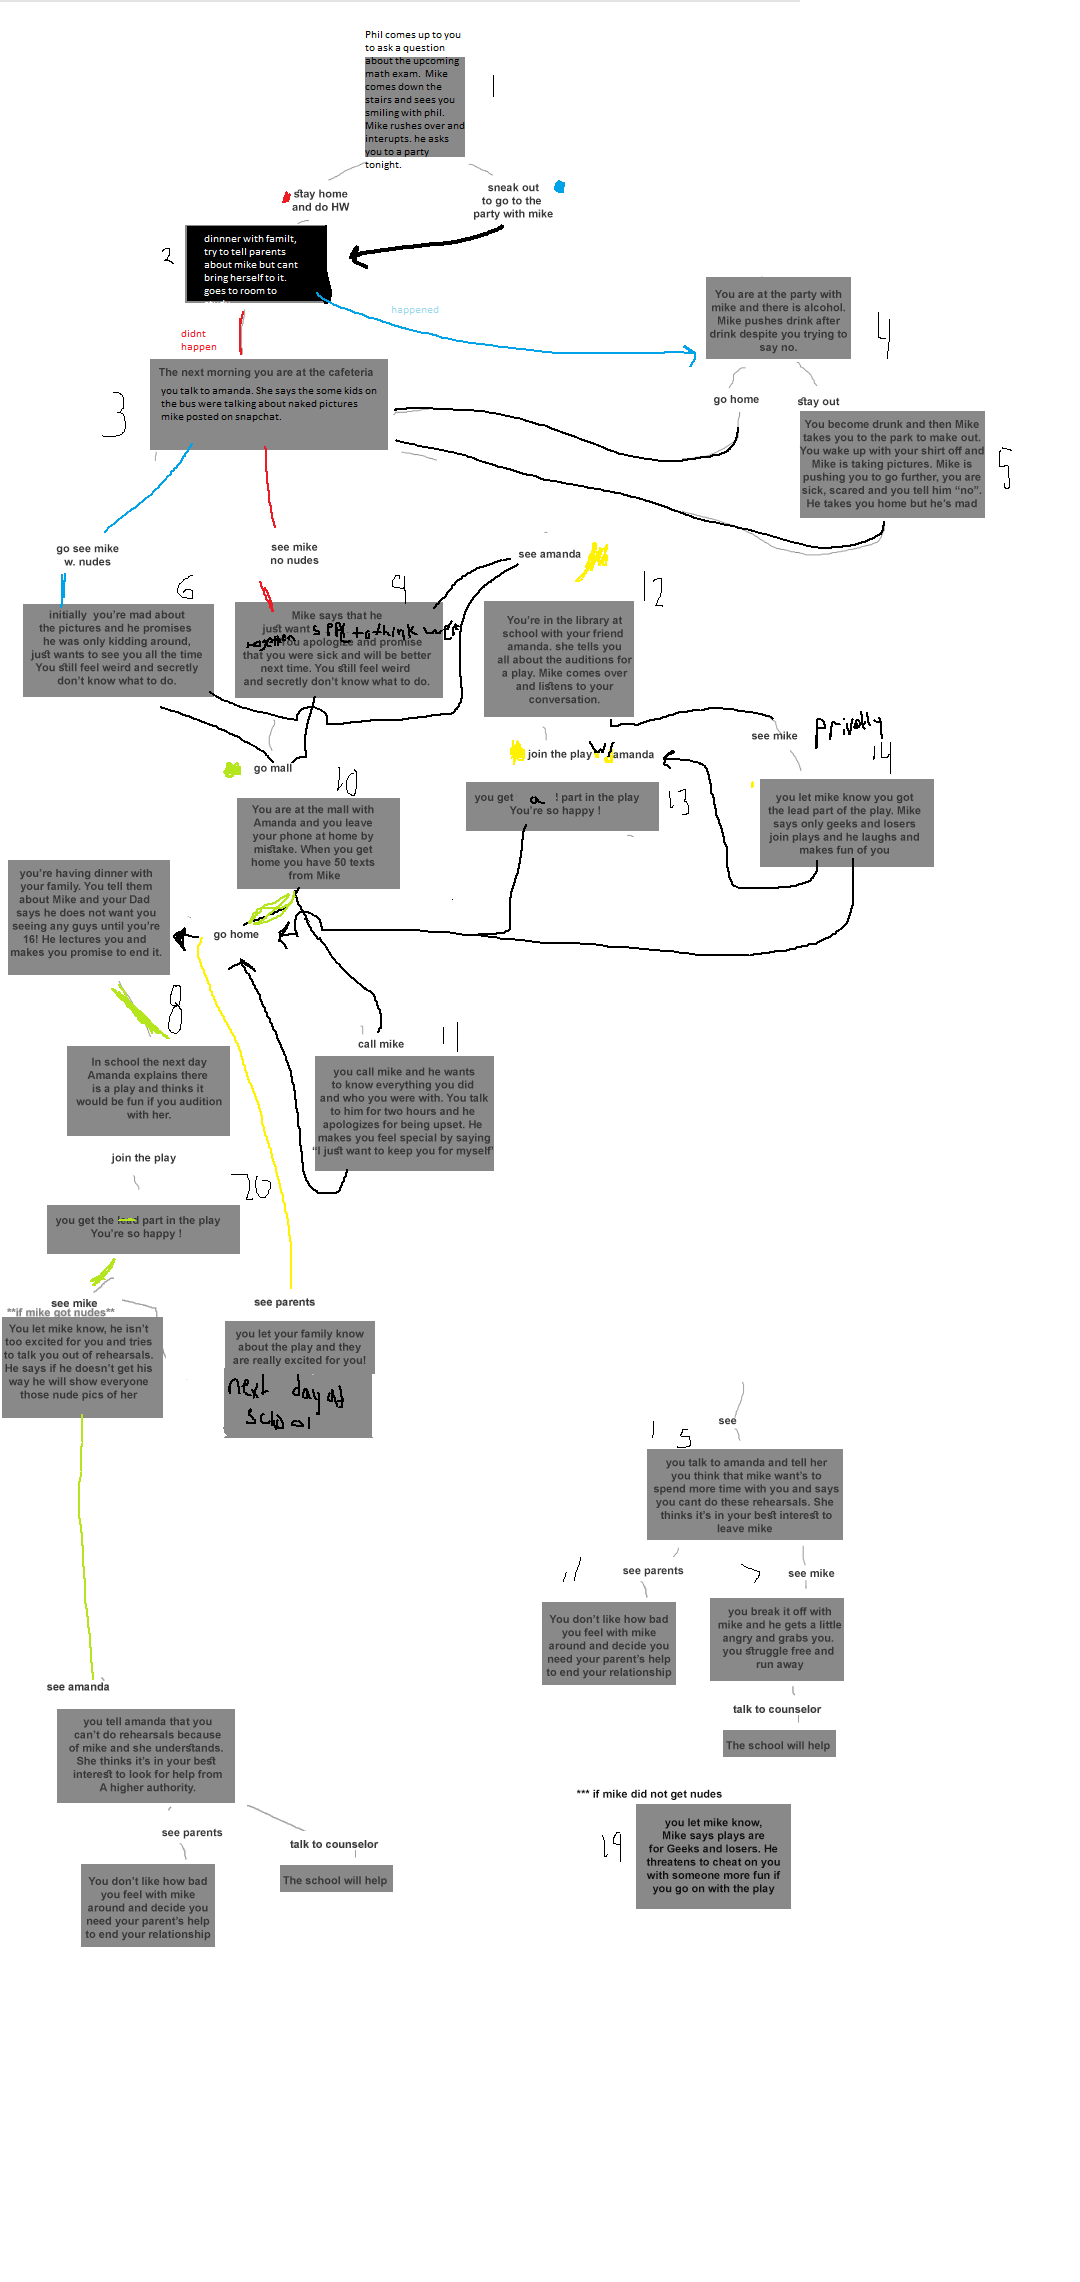 Phil comes up to you
to ask a question
about the upcoming
math exam. Mike
comes down the
stairs and sees you
smiling with phil.
Mike rushes over and
interupts. he asks
you to a party
tonight.
1
stay home
and do HW
sneak out
to go to the
party with mike
2
dinnner with familt,
try to tell parents
about mike but cant
bring herself to it.
goes to room to
happened
didnt
happen
You are at the party with
mike and there is alcohol.
Mike pushes drink after
drink despite you trying to
say no.
4
go home
stay out
3
The next morning you are at the cafeteria
you talk to amanda. She says the some kids on
the bus were talking about naked pictures
mike posted on snapchat.
You become drunk and then Mike
takes you to the park to make out.
You wake up with your shirt off and
Mike is taking pictures. Mike is
pushing you to go further, you are
sick, scared and you tell him “no”.
He takes you home but he’s mad
5
go see mike
w. nudes
see mike
no nudes
see amanda
6
initially you’re mad about
the pictures and he promises
he was only kidding around,
just wants to see you all the time
You still feel weird and secretly
don’t know what to do.
9
Mike says that he
just want s ppl to think we're
together You apologize and promise
that you were sick and will be better
next time. You still feel weird
and secretly don’t know what to do.
12
You’re in the library at
school with your friend
amanda. she tells you
all about the auditions for
a play. Mike comes over
and listens to your
conversation.
go mall
join the play w/ amanda
see mike privatly
10
You are at the mall with
Amanda and you leave
your phone at home by
mistake. When you get
home you have 50 texts
from Mike
you get a ! part in the play
You’re so happy !
13
14
you let mike know you got
the lead part of the play. Mike
says only geeks and losers
join plays and he laughs and
makes fun of you
you’re having dinner with
your family. You tell them
about Mike and your Dad
says he does not want you
seeing any guys until you’re
16! He lectures you and
makes you promise to end it.
go home
8
call mike
11
In school the next day
Amanda explains there
is a play and thinks it
would be fun if you audition
with her.
you call mike and he wants
to know everything you did
and who you were with. You talk
to him for two hours and he
apologizes for being upset. He
makes you feel special by saying
“I just want to keep you for myself”
join the play
20
you get the lead part in the play
You’re so happy !
see mike
**if mike got nudes**
You let mike know, he isn’t
too excited for you and tries
to talk you out of rehearsals.
He says if he doesn’t get his
way he will show everyone
those nude pics of her
see parents
you let your family know
about the play and they
are really excited for you!
next day at
school
see
15
you talk to amanda and tell her
you think that mike want’s to
spend more time with you and says
you cant do these rehearsals. She
thinks it’s in your best interest to
leave mike
see parents
see mike
You don’t like how bad
you feel with mike
around and decide you
need your parent’s help
to end your relationship
you break it off with
mike and he gets a little
angry and grabs you.
you struggle free and
run away
talk to counselor
The school will help
see amanda
you tell amanda that you
can’t do rehearsals because
of mike and she understands.
She thinks it’s in your best
interest to look for help from
A higher authority.
see parents
talk to counselor
You don’t like how bad
you feel with mike
around and decide you
need your parent’s help
to end your relationship
The school will help
*** if mike did not get nudes
19
you let mike know,
Mike says plays are
for Geeks and losers. He
threatens to cheat on you
with someone more fun if
you go on with the play